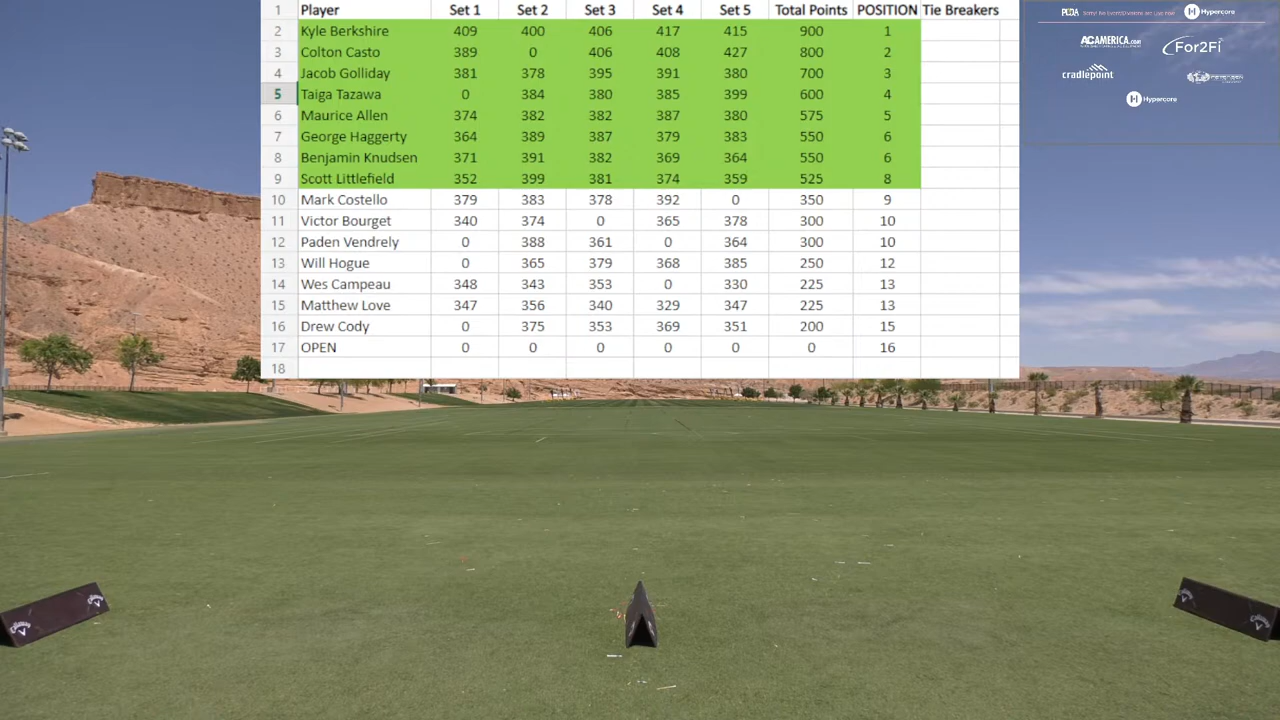 1 Player Set 1 Set 2 Set 3 Set 4 Set 5 Total Points POSITION Tie Breakers
2 Kyle Berkshire 409 400 406 417 415 900 1
3 Colton Casto 389 0 406 408 427 800 2
4 Jacob Golliday 381 378 395 391 380 700 3
5 Taiga Tazawa 0 384 380 385 399 600 4
6 Maurice Allen 374 382 382 387 380 575 5
7 George Haggerty 364 389 387 379 383 550 6
8 Benjamin Knudsen 371 391 382 369 364 550 6
9 Scott Littlefield 352 399 381 374 359 525 8
10 Mark Costello 379 383 378 392 0 350 9
11 Victor Bourget 340 374 0 365 378 300 10
12 Paden Vendrely 0 388 361 0 364 300 10
13 Will Hogue 0 365 379 368 385 250 12
14 Wes Campeau 348 343 353 0 330 225 13
15 Matthew Love 347 356 340 329 347 225 13
16 Drew Cody 0 375 353 369 351 200 15
17 OPEN 0 0 0 0 0 0 16
18
PLDA
H Hypercore
ACAMERICA.com
For2Fi
cradlepoint
H Hypercore
Callaway
Callaway
Callaway
Callaway